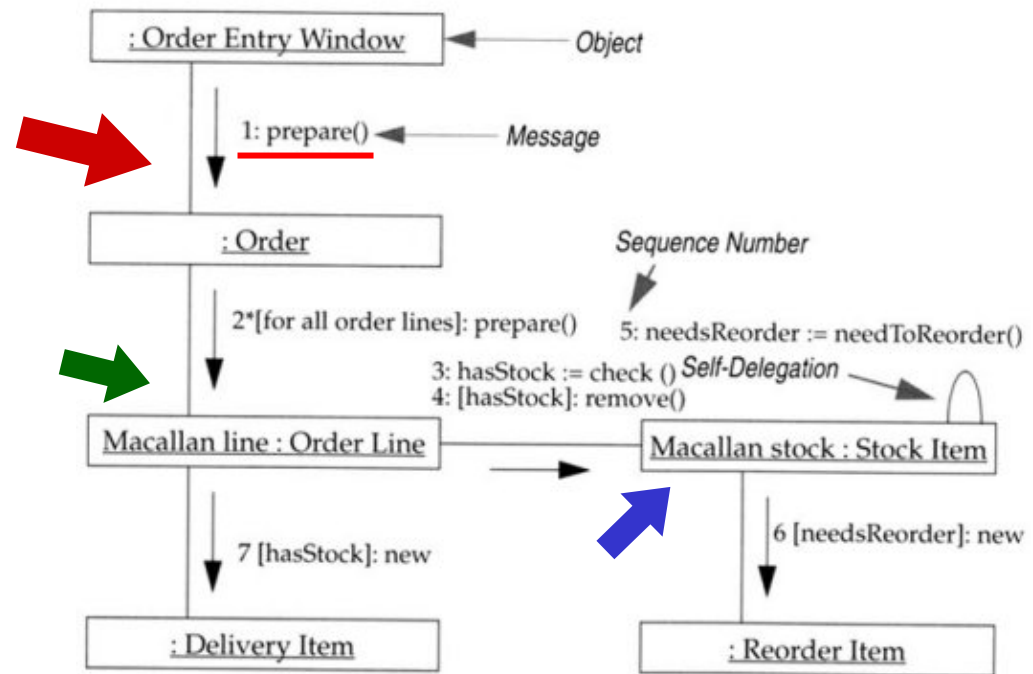 : Order Entry Window
Object
1: prepare()
Message
: Order
Sequence Number
2*[for all order lines]: prepare()
5: needsReorder := needToReorder()
3: hasStock := check ()
Self-Delegation
4: [hasStock]: remove()
Macallan line : Order Line
Macallan stock : Stock Item
7 [hasStock]: new
6 [needsReorder]: new
: Delivery Item
: Reorder Item